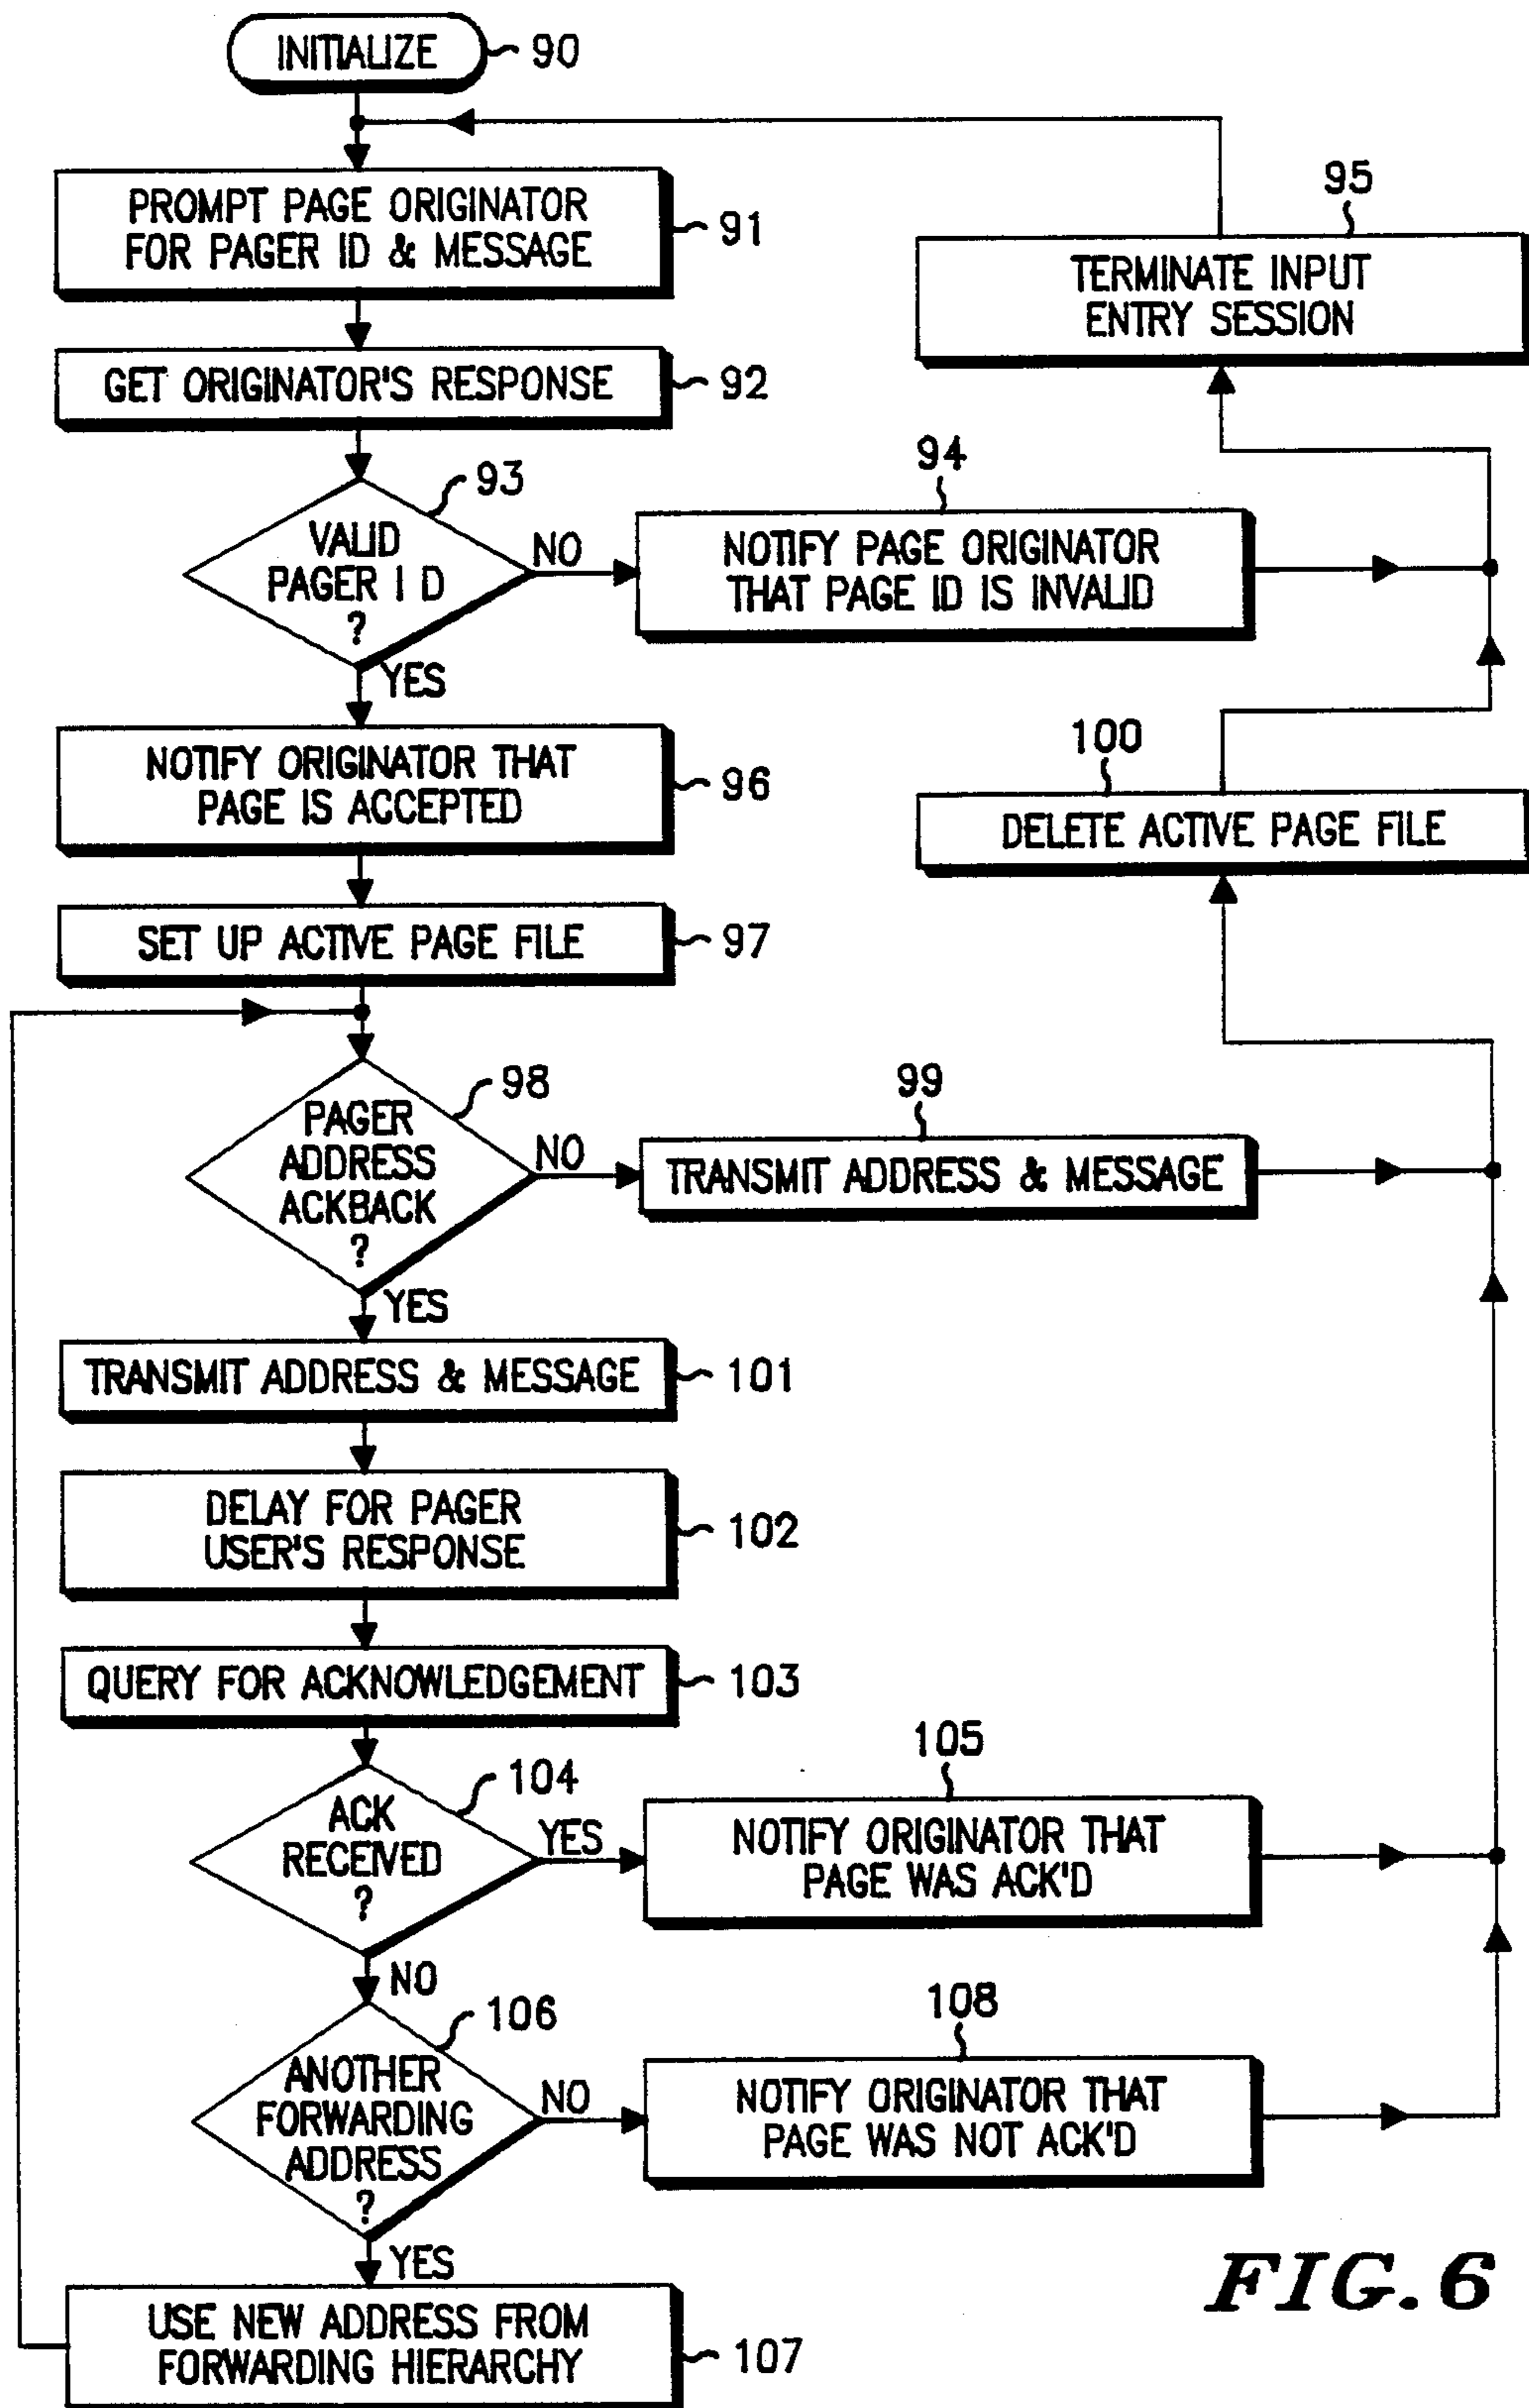 INITIALIZE
90
PROMPT PAGE ORIGINATOR
FOR PAGER ID & MESSAGE
91
95
TERMINATE INPUT
ENTRY SESSION
GET ORIGINATOR'S RESPONSE
92
93
VALID
PAGER I D
?
NO
YES
94
NOTIFY PAGE ORIGINATOR
THAT PAGE ID IS INVALID
NOTIFY ORIGINATOR THAT
PAGE IS ACCEPTED
96
100
DELETE ACTIVE PAGE FILE
SET UP ACTIVE PAGE FILE
97
98
PAGER
ADDRESS
ACKBACK
?
NO
YES
99
TRANSMIT ADDRESS & MESSAGE
TRANSMIT ADDRESS & MESSAGE
101
DELAY FOR PAGER
USER'S RESPONSE
102
QUERY FOR ACKNOWLEDGEMENT
103
104
ACK
RECEIVED
?
YES
NO
105
NOTIFY ORIGINATOR THAT
PAGE WAS ACK'D
106
ANOTHER
FORWARDING
ADDRESS
?
NO
YES
108
NOTIFY ORIGINATOR THAT
PAGE WAS NOT ACK'D
USE NEW ADDRESS FROM
FORWARDING HIERARCHY
107
FIG. 6